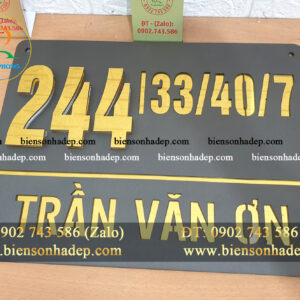 ĐT - (Zalo):
0902.743.586
244/33/40/7
biensonhadep.com biensonhadep.com biensonhadep.com
TRẦN VĂN ƠN
0902 743 586 (Zalo) ĐT: 0902 743 586
www.biensonhadep.com www.biensonhadep.com